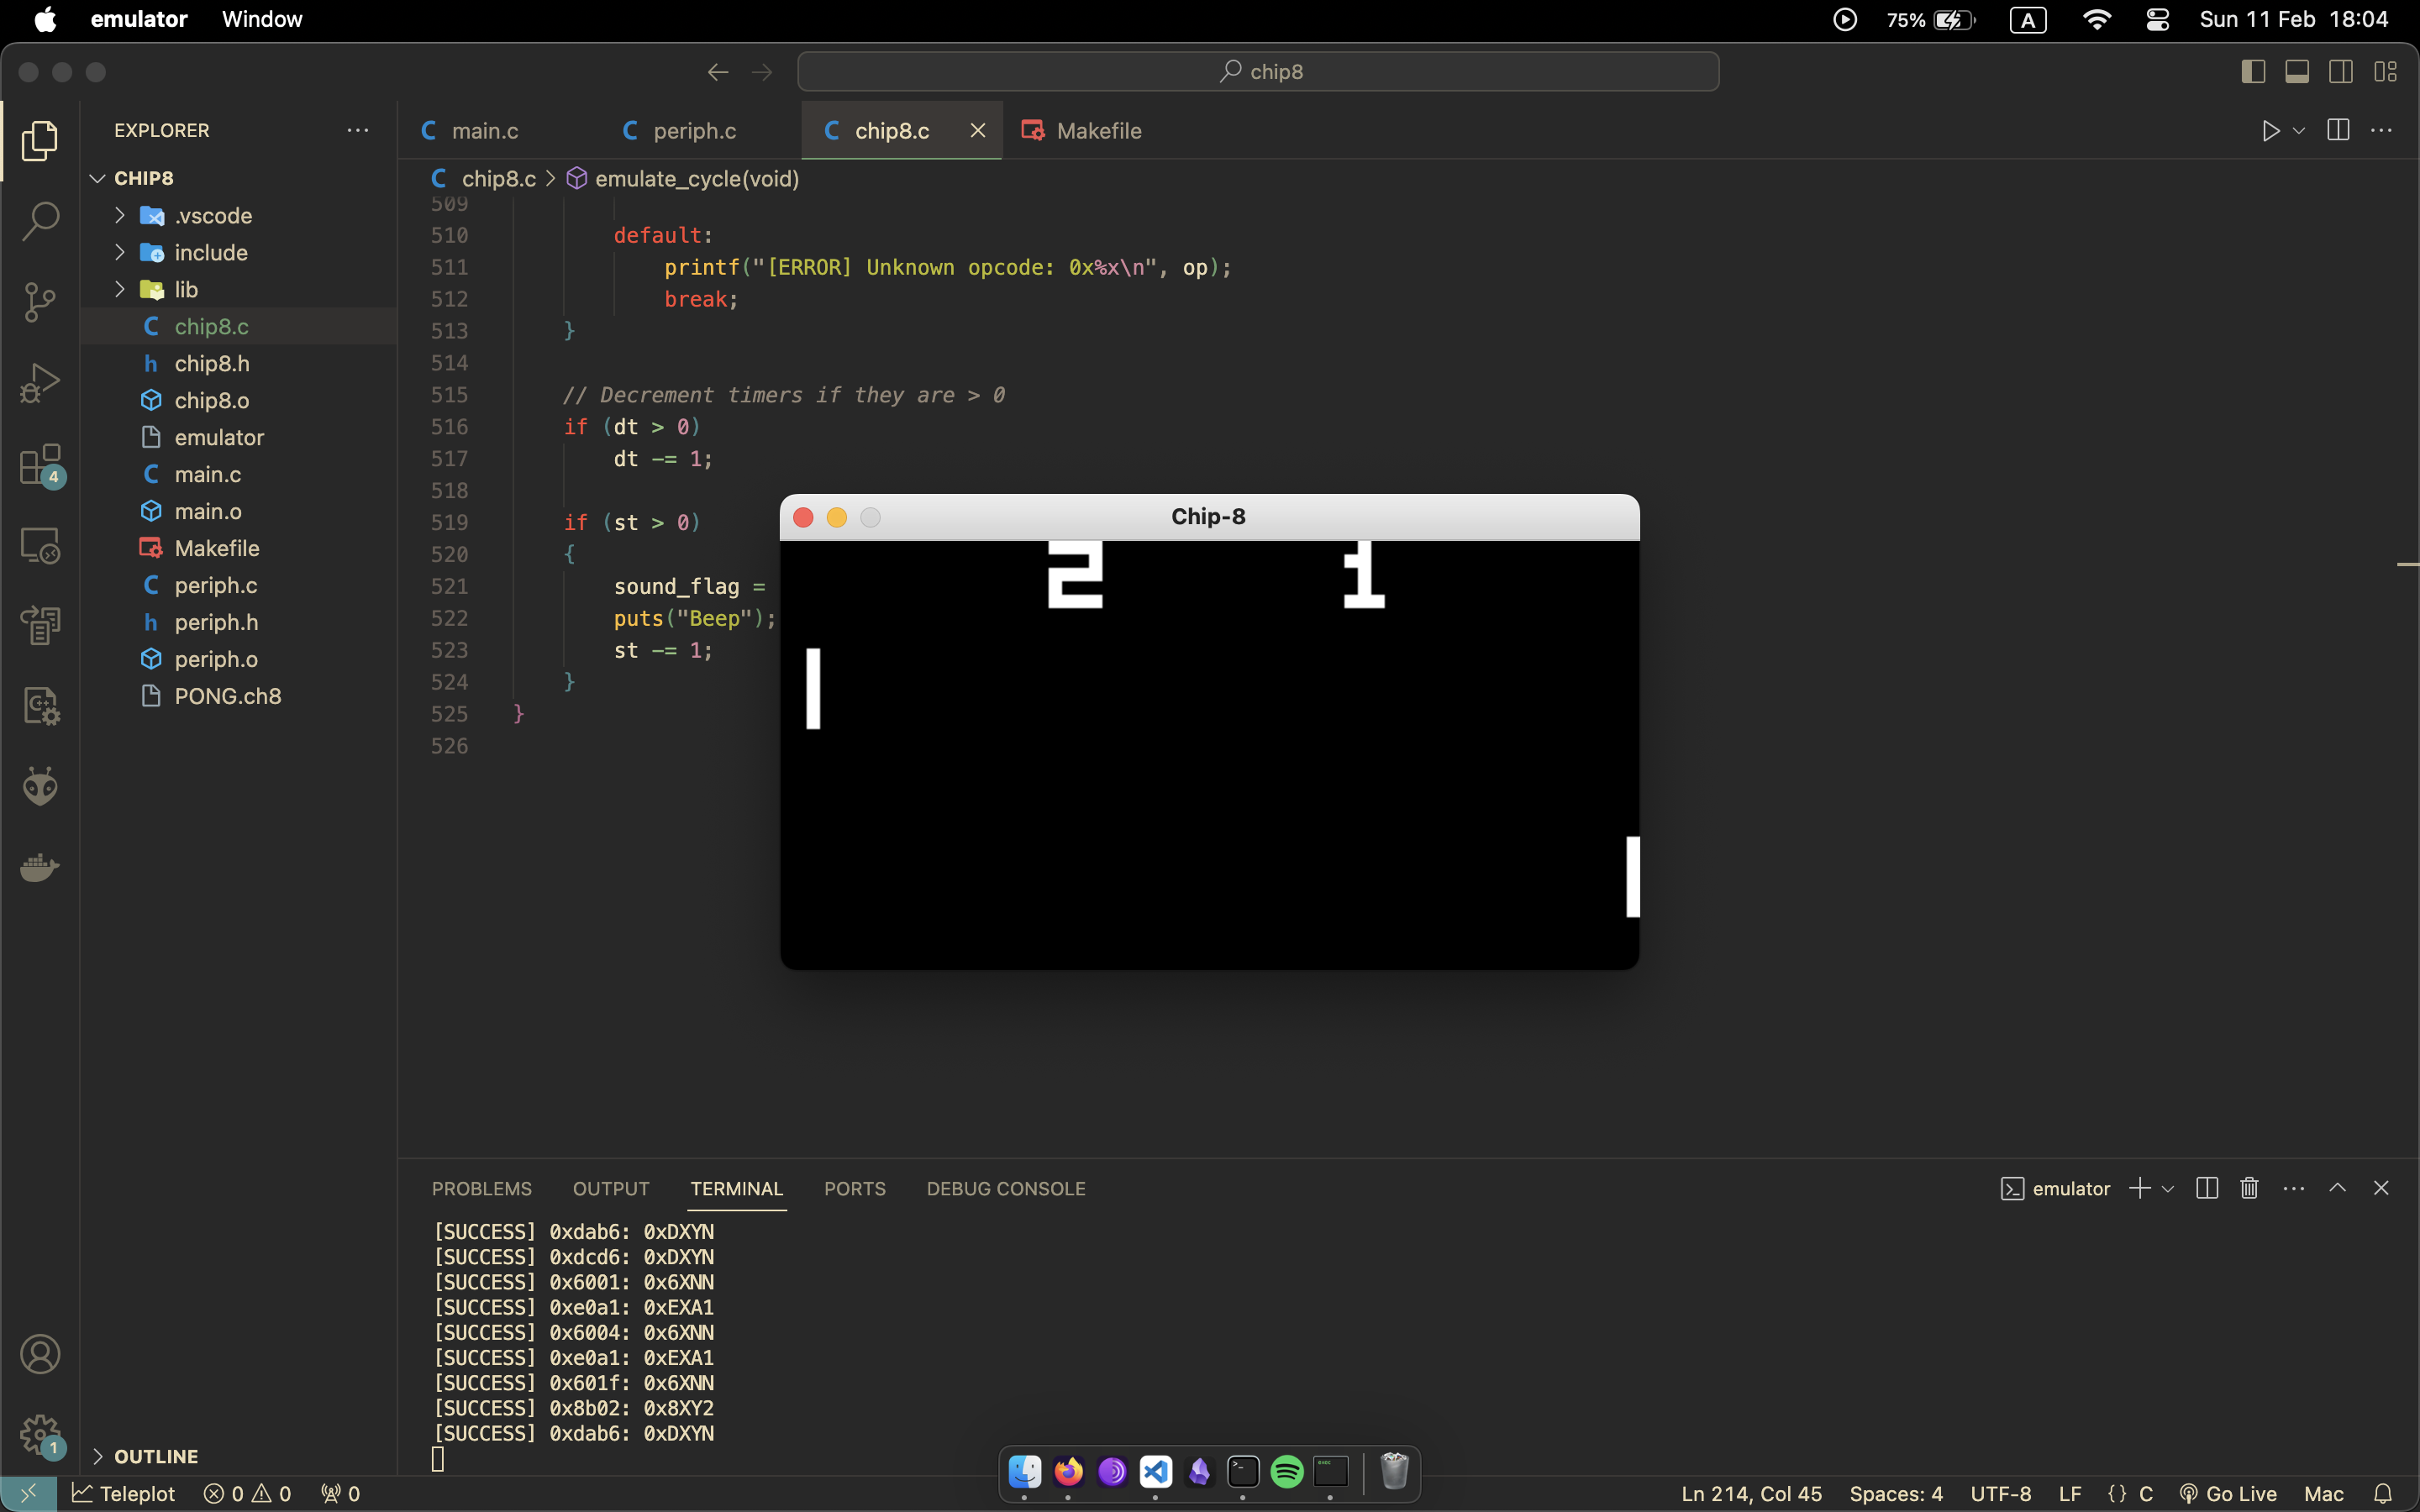 emulator Window 75% A Sun 11 Feb 18:04
chip8
EXPLORER
main.c periph.c chip8.c Makefile
CHIP8
.vscode
include
lib
chip8.c
chip8.h
chip8.o
emulator
main.c
main.o
Makefile
periph.c
periph.h
periph.o
PONG.ch8
OUTLINE
4
1
chip8.c > emulate_cycle(void)
509
510 default:
511 printf("[ERROR] Unknown opcode: 0x%x\n", op);
512 break;
513 }
514
515 // Decrement timers if they are > 0
516 if (dt > 0)
517 dt -= 1;
518
519 if (st > 0)
520 {
521 sound_flag =
522 puts("Beep");
523 st -= 1;
524 }
525 }
526
Chip-8
2 1
PROBLEMS OUTPUT TERMINAL PORTS DEBUG CONSOLE emulator
[SUCCESS] 0xdab6: 0xDXYN
[SUCCESS] 0xdcd6: 0xDXYN
[SUCCESS] 0x6001: 0x6XNN
[SUCCESS] 0xe0a1: 0xEXA1
[SUCCESS] 0x6004: 0x6XNN
[SUCCESS] 0xe0a1: 0xEXA1
[SUCCESS] 0x601f: 0x6XNN
[SUCCESS] 0x8b02: 0x8XY2
[SUCCESS] 0xdab6: 0xDXYN
Teleplot 0 0 0 Ln 214, Col 45 Spaces: 4 UTF-8 LF {} C Go Live Mac